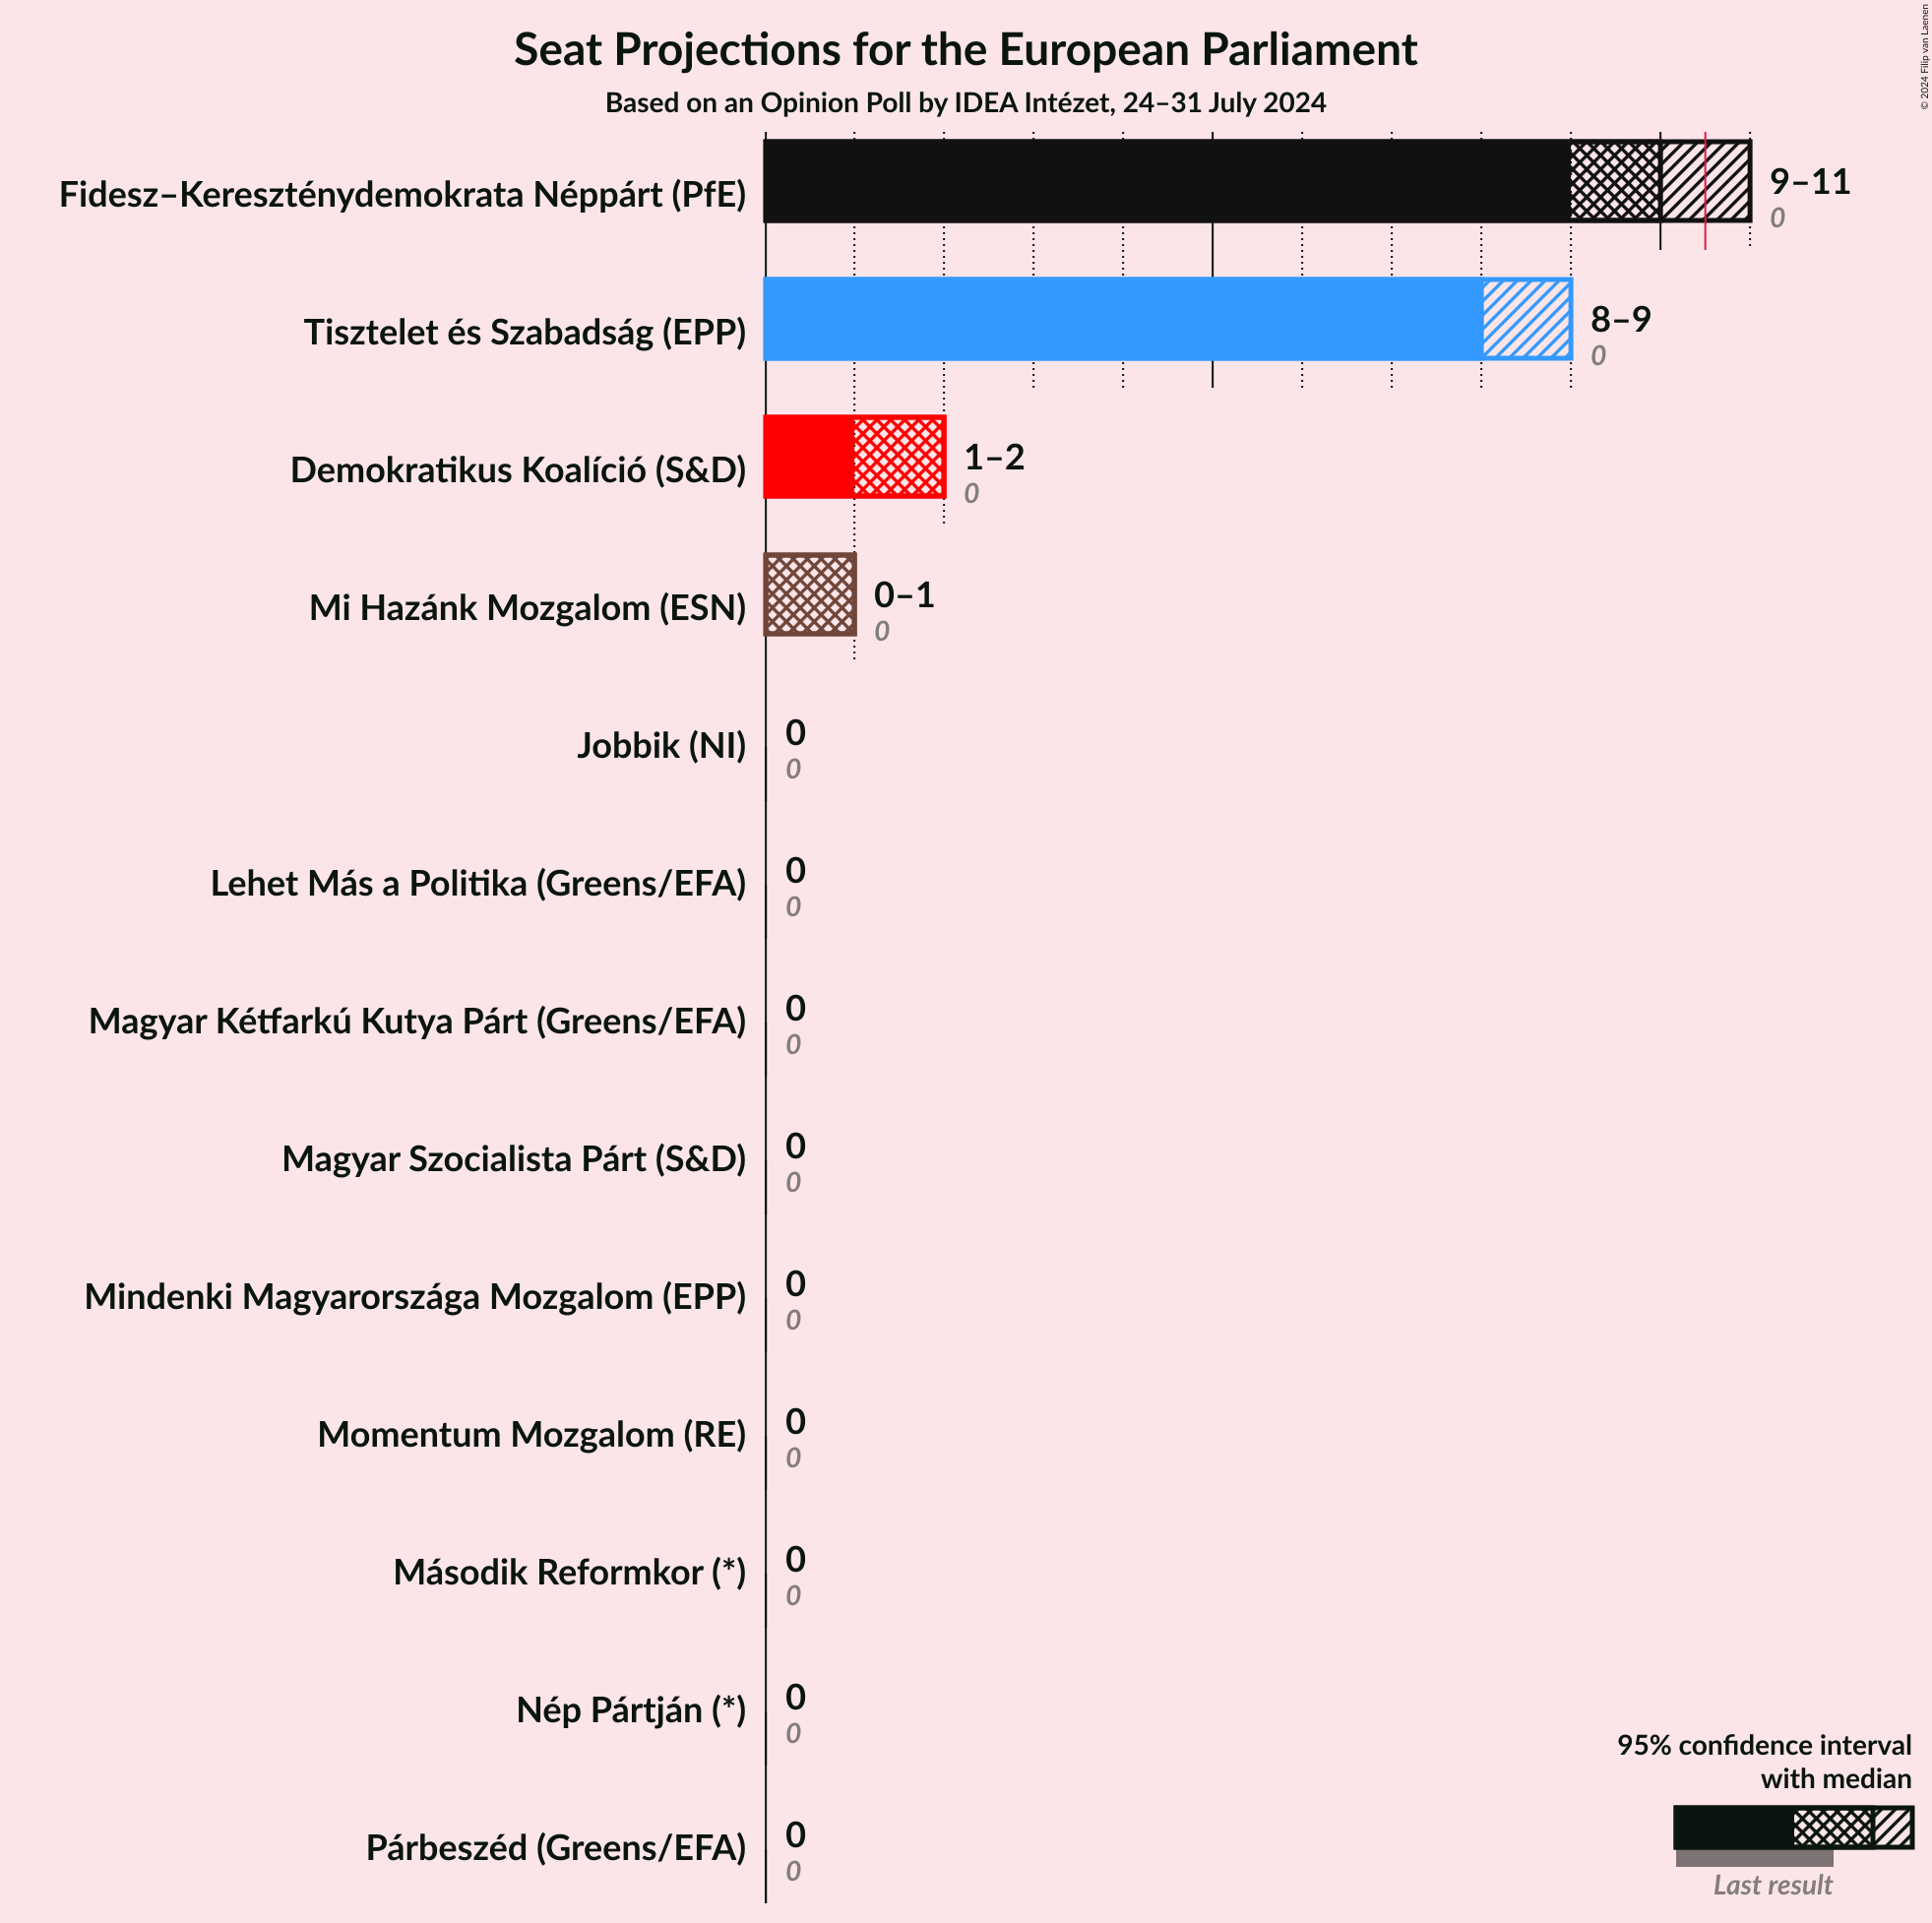 Seat Projections for the European Parliament
Based on an Opinion Poll by IDEA Intézet, 24–31 July 2024
© 2024 Filip van Laenen
Fidesz–Kereszténydemokrata Néppárt (PfE)
9–11
0
Tisztelet és Szabadság (EPP)
8–9
0
Demokratikus Koalíció (S&D)
1–2
0
Mi Hazánk Mozgalom (ESN)
0–1
0
Jobbik (NI)
0
0
Lehet Más a Politika (Greens/EFA)
0
0
Magyar Kétfarkú Kutya Párt (Greens/EFA)
0
0
Magyar Szocialista Párt (S&D)
0
0
Mindenki Magyarországa Mozgalom (EPP)
0
0
Momentum Mozgalom (RE)
0
0
Második Reformkor (*)
0
0
Nép Pártján (*)
0
0
Párbeszéd (Greens/EFA)
0
0
95% confidence interval
with median
Last result